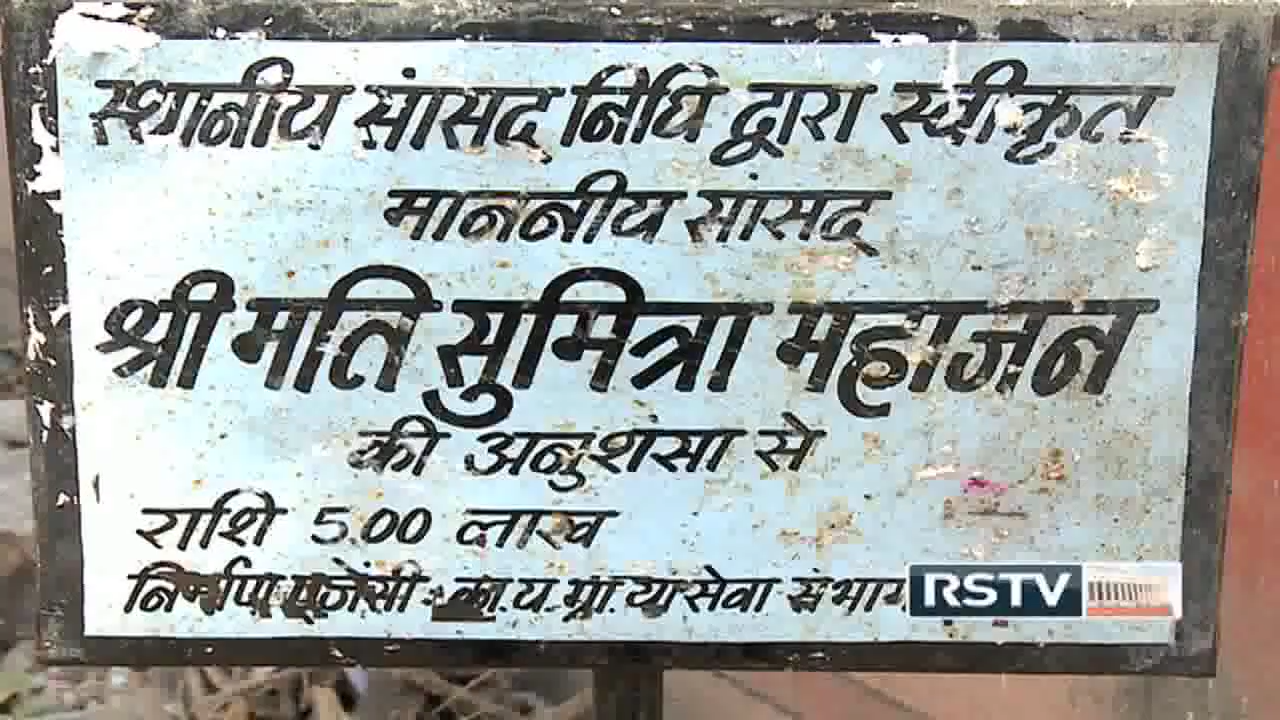 स्थानीय सांसद निधि द्वारा स्वीकृत
माननीय सांसद्
श्रीमति सुमित्रा महाजन
की अनुशंसा से
राशि 5.00 लाख
निर्माण एजेंसी का.य.ग्रा.यां सेवा संभाग
RSTV